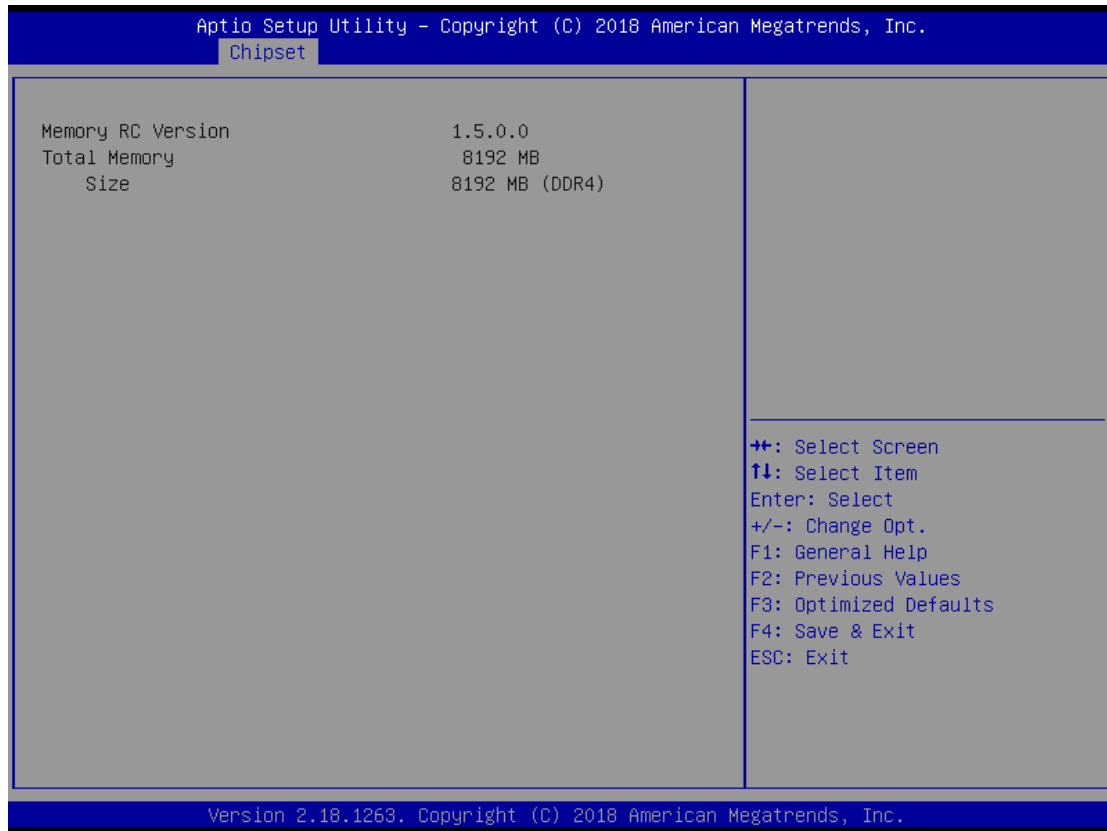 Aptio Setup Utility – Copyright (C) 2018 American Megatrends, Inc.
Chipset
Memory RC Version 1.5.0.0
Total Memory 8192 MB
Size 8192 MB (DDR4)
→←: Select Screen
↑↓: Select Item
Enter: Select
+/-: Change Opt.
F1: General Help
F2: Previous Values
F3: Optimized Defaults
F4: Save & Exit
ESC: Exit
Version 2.18.1263. Copyright (C) 2018 American Megatrends, Inc.